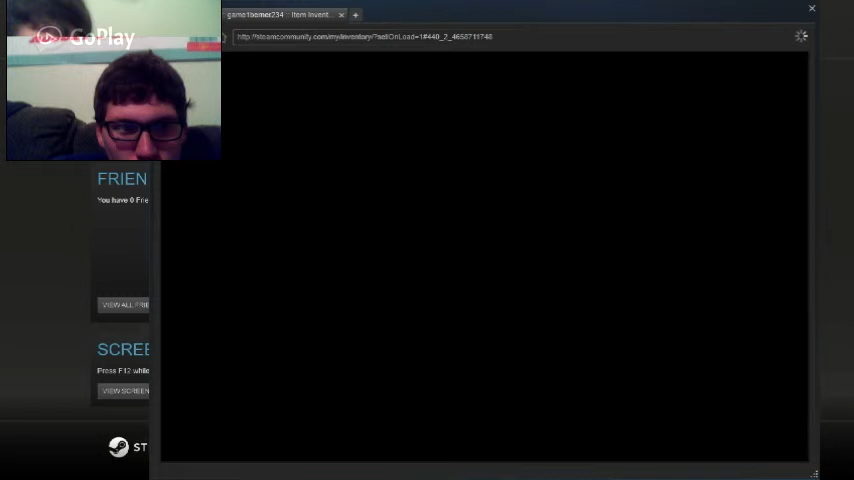 GoPlay
game1berner234 :: Item Invent...
http://steamcommunity.com/my/inventory/?sellOnLoad=1#440_2_4658711748
FRIEN
You have 0 Frie
VIEW ALL FRIE
SCREE
Press F12 while
VIEW SCREEN
ST